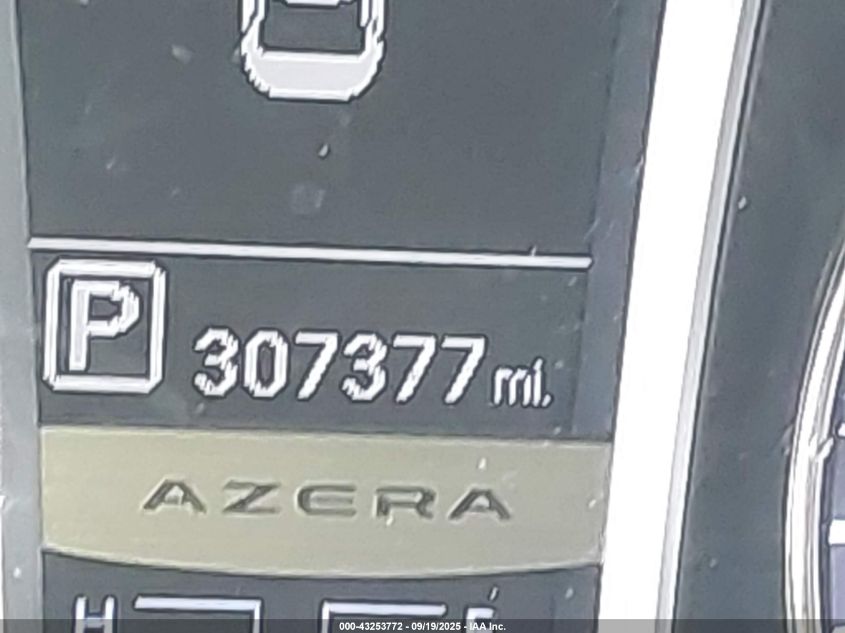 P
307377 mi.
AZERA
H
000-43253772 - 09/19/2025 - IAA Inc.